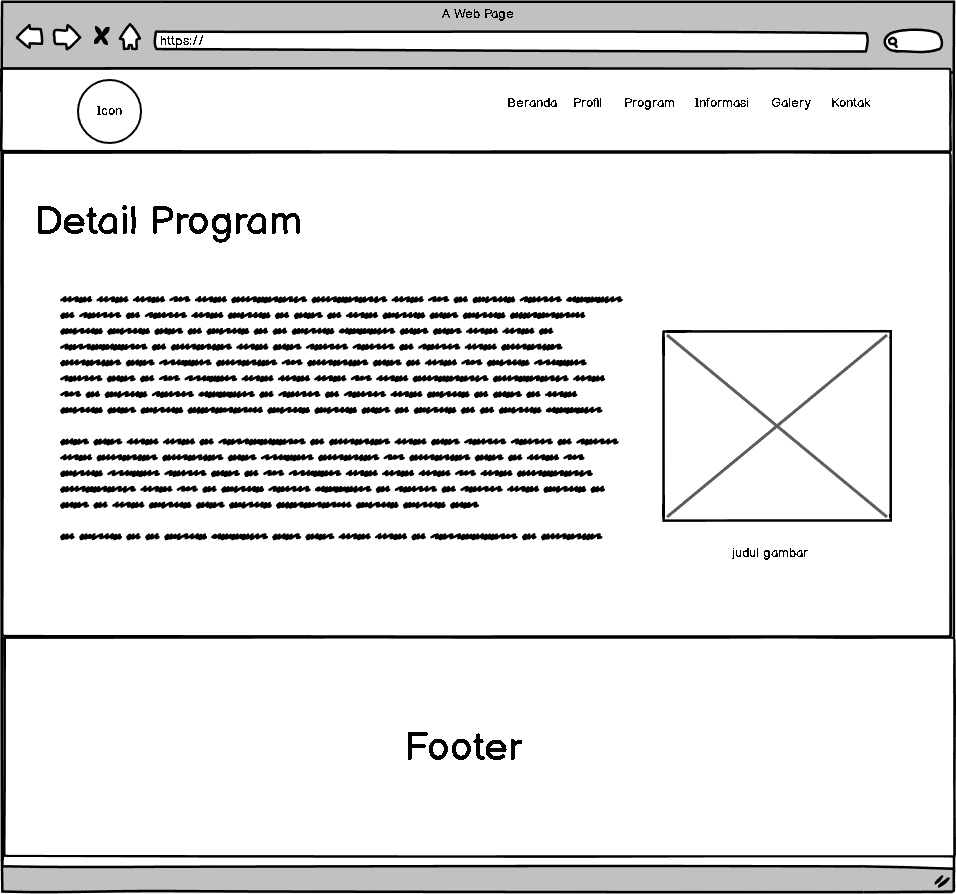 A Web Page
https://
Icon
Beranda Profil Program Informasi Galery Kontak
Detail Program
judul gambar
Footer